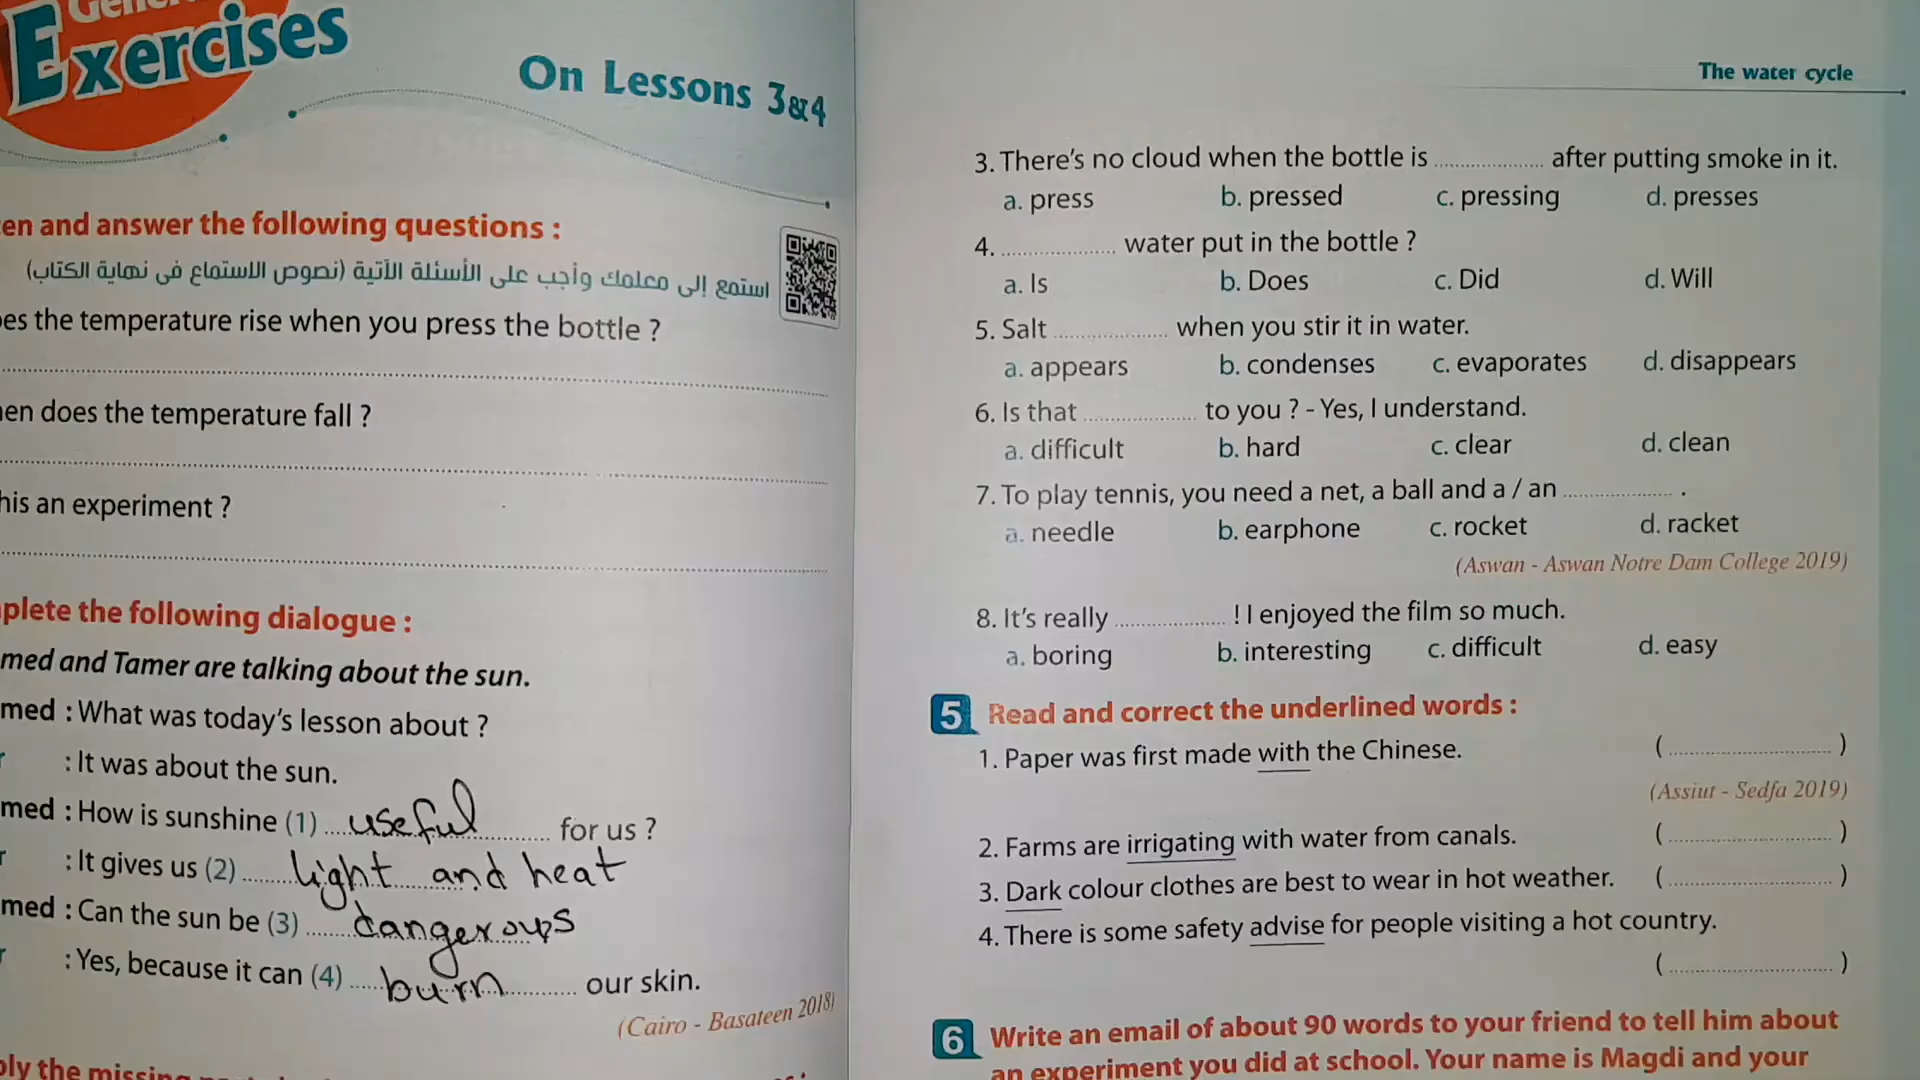 Exercises
On Lessons 3&4
and answer the following questions :
استمع إلى معلمك وأجب على الأسئلة الآتية (نصوص الاستماع فى نهاية الكتاب)
the temperature rise when you press the bottle ?
does the temperature fall ?
an experiment ?
the following dialogue :
and Tamer are talking about the sun.
: What was today's lesson about ?
: It was about the sun.
: How is sunshine (1) useful for us ?
: It gives us (2) light and heat
: Can the sun be (3) dangerous
: Yes, because it can (4) burn our skin.
(Cairo - Basateen 2018)
the missing
The water cycle
3. There's no cloud when the bottle is ........ after putting smoke in it.
a. press b. pressed c. pressing d. presses
4. ........ water put in the bottle ?
a. Is b. Does c. Did d. Will
5. Salt ........ when you stir it in water.
a. appears b. condenses c. evaporates d. disappears
6. Is that ........ to you ? - Yes, I understand.
a. difficult b. hard c. clear d. clean
7. To play tennis, you need a net, a ball and a / an ........ .
a. needle b. earphone c. rocket d. racket
(Aswan - Aswan Notre Dam College 2019)
8. It's really ........ ! I enjoyed the film so much.
a. boring b. interesting c. difficult d. easy
5 Read and correct the underlined words :
1. Paper was first made with the Chinese. (........)
(Assiut - Sedfa 2019)
2. Farms are irrigating with water from canals. (........)
3. Dark colour clothes are best to wear in hot weather. (........)
4. There is some safety advise for people visiting a hot country.
(........)
6 Write an email of about 90 words to your friend to tell him about
an experiment you did at school. Your name is Magdi and your